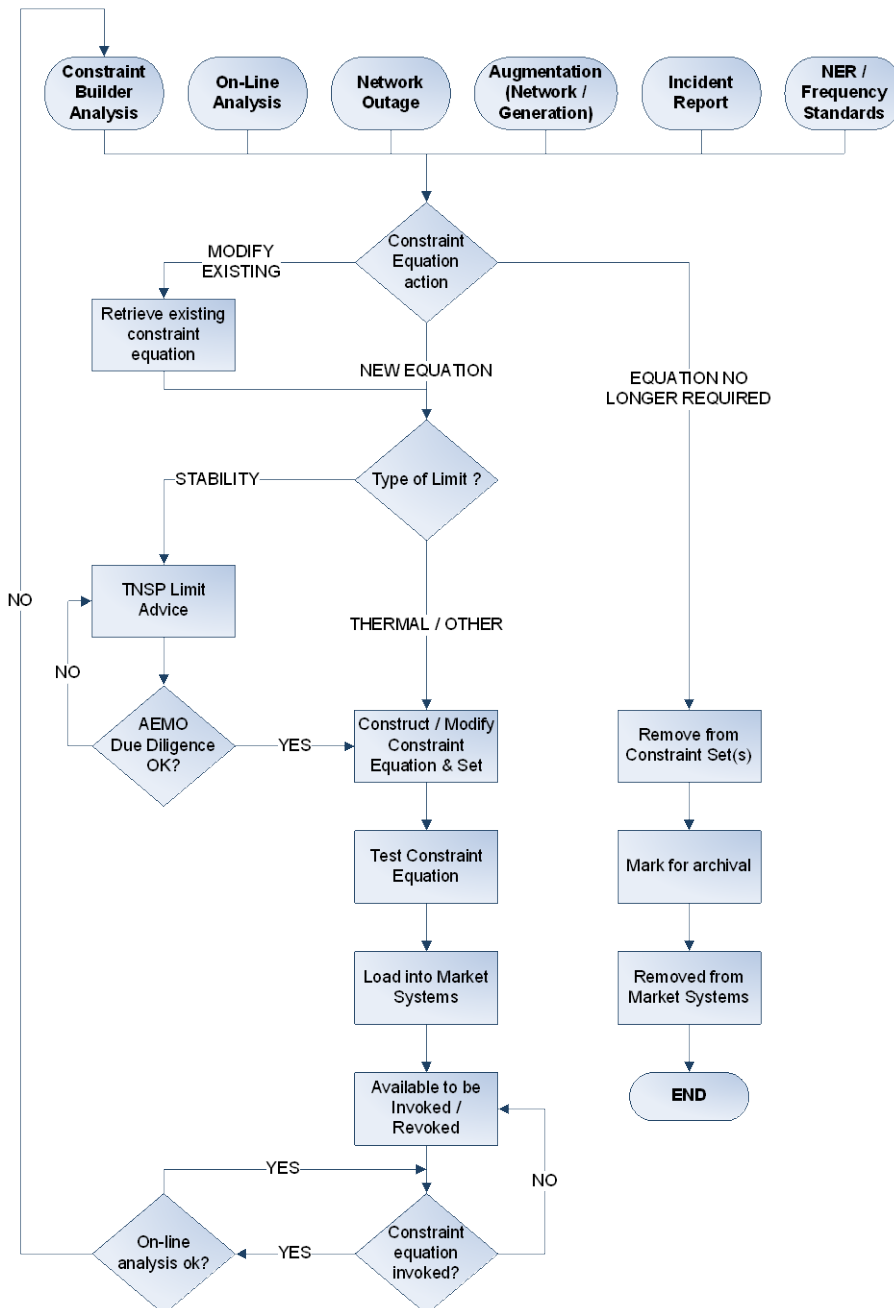 Constraint
Builder
Analysis
On-Line
Analysis
Network
Outage
Augmentation
(Network /
Generation)
Incident
Report
NER /
Frequency
Standards
Constraint
Equation
action
MODIFY
EXISTING
Retrieve existing
constraint
equation
NEW EQUATION
EQUATION NO
LONGER REQUIRED
Type of Limit ?
STABILITY
TNSP Limit
Advice
NO
NO
THERMAL / OTHER
AEMO
Due Diligence
OK?
YES
Construct / Modify
Constraint
Equation & Set
Remove from
Constraint Set(s)
Test Constraint
Equation
Mark for archival
Load into Market
Systems
Removed from
Market Systems
Available to be
Invoked /
Revoked
END
YES
NO
On-line
analysis ok?
YES
Constraint
equation
invoked?